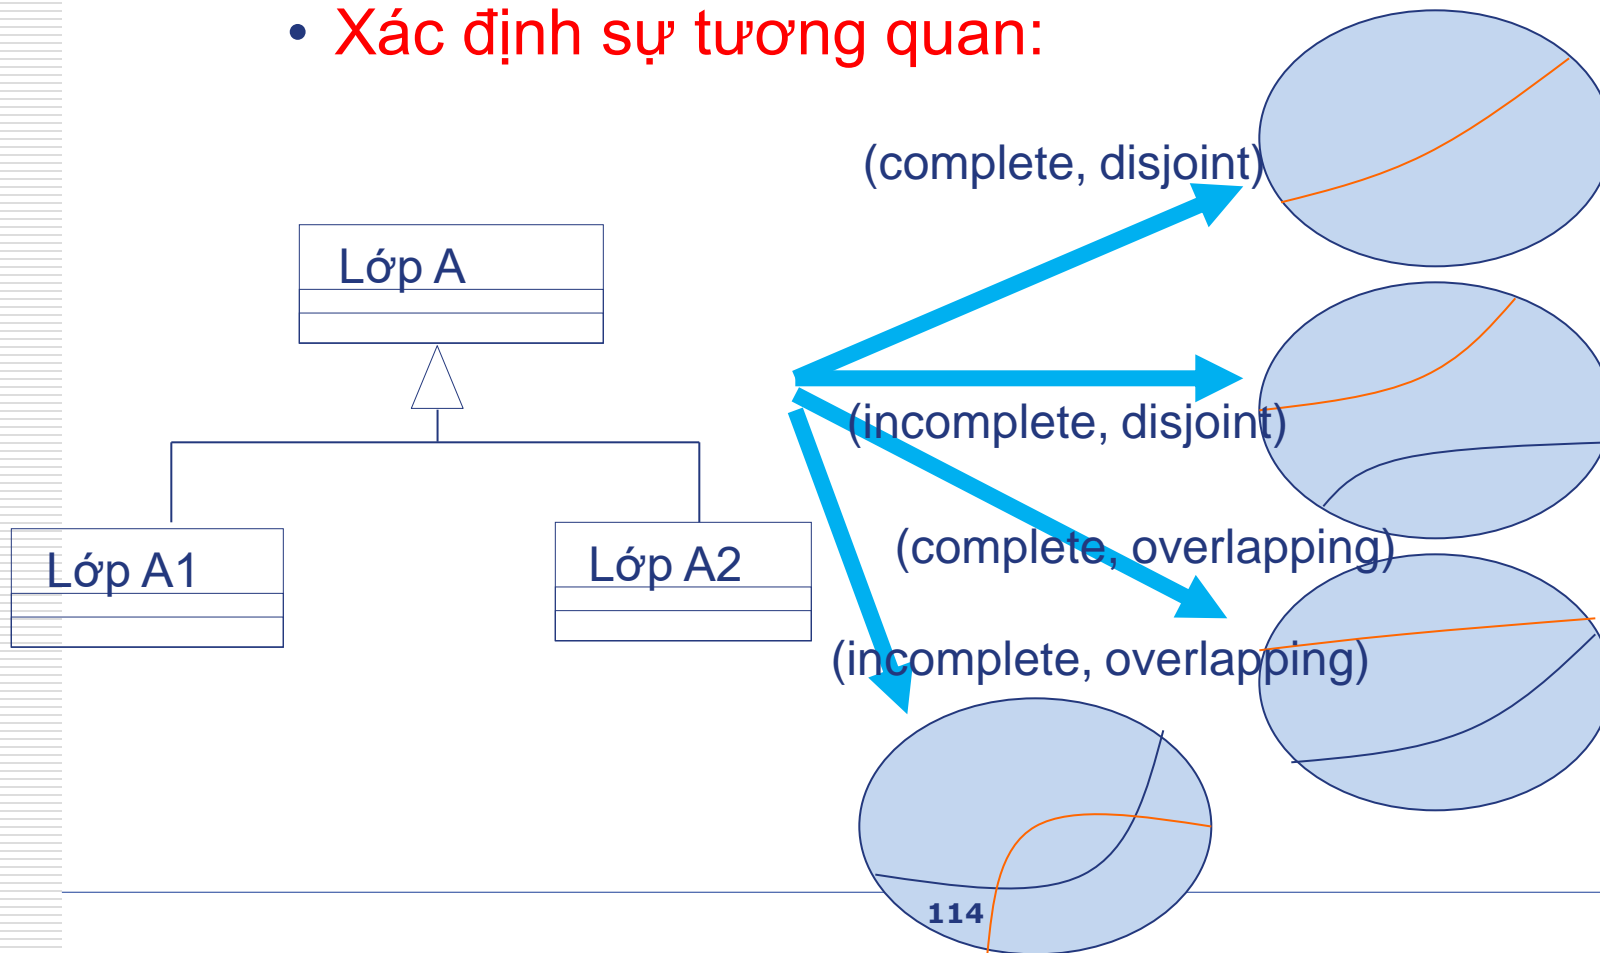 • Xác định sự tương quan:
(complete, disjoint)
Lớp A
(incomplete, disjoint)
(complete, overlapping)
Lớp A1
Lớp A2
(incomplete, overlapping)
114